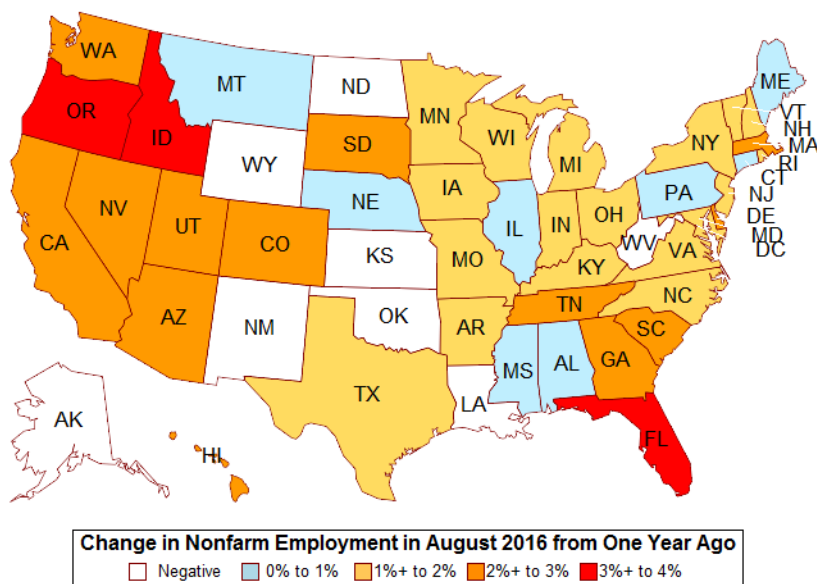 WA
MT
ND
MN
ME
VT
NH
MA
RI
CT
NJ
DE
MD
DC
OR
ID
WY
SD
WI
MI
NY
IA
NE
PA
IL
IN
OH
NV
UT
CO
CA
KS
MO
WV
VA
KY
NC
AZ
NM
OK
AR
TN
SC
MS
AL
GA
TX
LA
AK
HI
FL
Change in Nonfarm Employment in August 2016 from One Year Ago
Negative 0% to 1% 1%+ to 2% 2%+ to 3% 3%+ to 4%